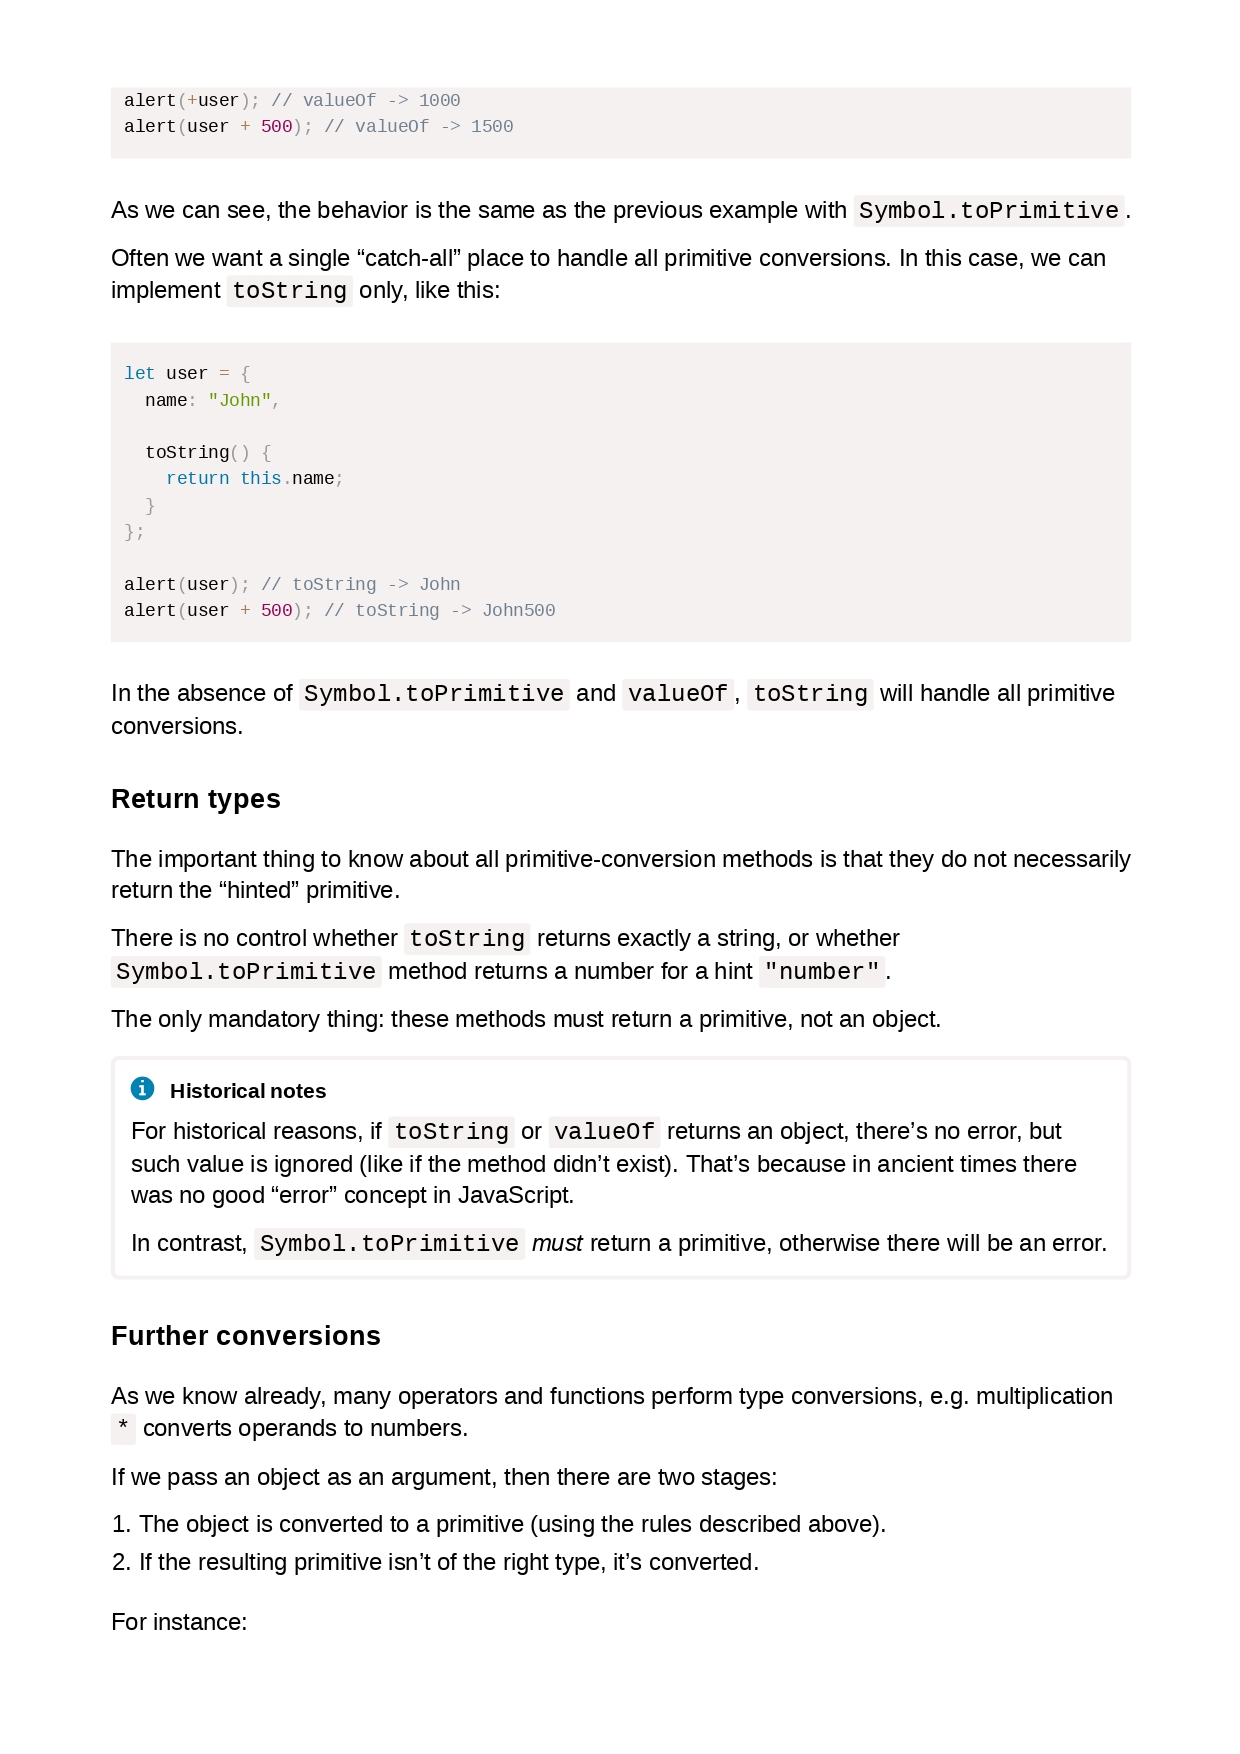 alert(+user); // valueOf -> 1000
alert(user + 500); // valueOf -> 1500
As we can see, the behavior is the same as the previous example with Symbol.toPrimitive.
Often we want a single “catch-all” place to handle all primitive conversions. In this case, we can
implement toString only, like this:
let user = {
  name: "John",

  toString() {
    return this.name;
  }
};

alert(user); // toString -> John
alert(user + 500); // toString -> John500
In the absence of Symbol.toPrimitive and valueOf, toString will handle all primitive
conversions.
Return types
The important thing to know about all primitive-conversion methods is that they do not necessarily
return the “hinted” primitive.
There is no control whether toString returns exactly a string, or whether
Symbol.toPrimitive method returns a number for a hint "number".
The only mandatory thing: these methods must return a primitive, not an object.
Historical notes
For historical reasons, if toString or valueOf returns an object, there’s no error, but
such value is ignored (like if the method didn’t exist). That’s because in ancient times there
was no good “error” concept in JavaScript.
In contrast, Symbol.toPrimitive must return a primitive, otherwise there will be an error.
Further conversions
As we know already, many operators and functions perform type conversions, e.g. multiplication
* converts operands to numbers.
If we pass an object as an argument, then there are two stages:
1. The object is converted to a primitive (using the rules described above).
2. If the resulting primitive isn’t of the right type, it’s converted.
For instance: